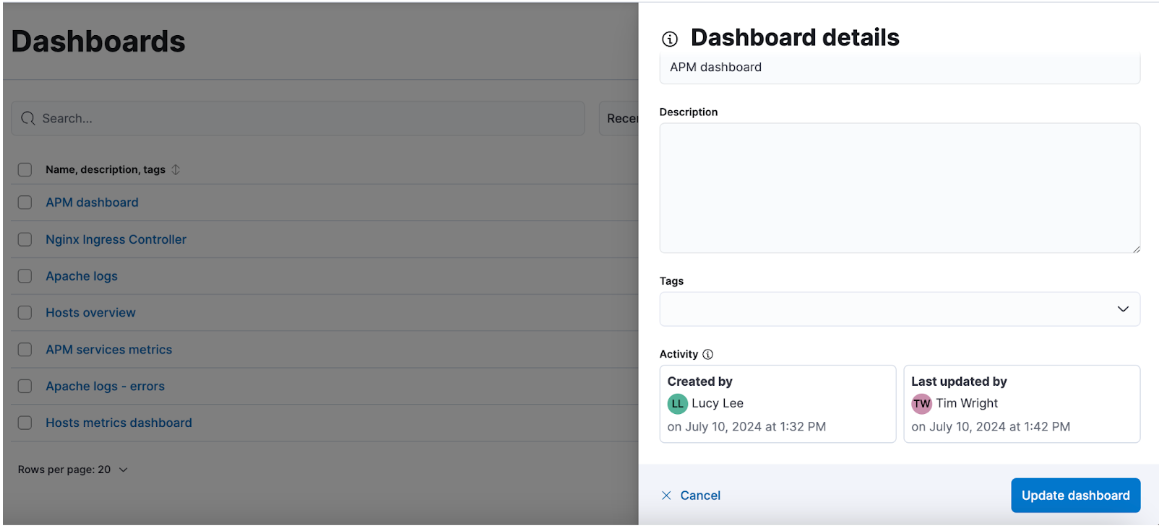 Dashboards
Search...
Recen
Name, description, tags
APM dashboard
Nginx Ingress Controller
Apache logs
Hosts overview
APM services metrics
Apache logs - errors
Hosts metrics dashboard
Rows per page: 20
Dashboard details
APM dashboard
Description
Tags
Activity
Created by
LL Lucy Lee
on July 10, 2024 at 1:32 PM
Last updated by
TW Tim Wright
on July 10, 2024 at 1:42 PM
Cancel
Update dashboard